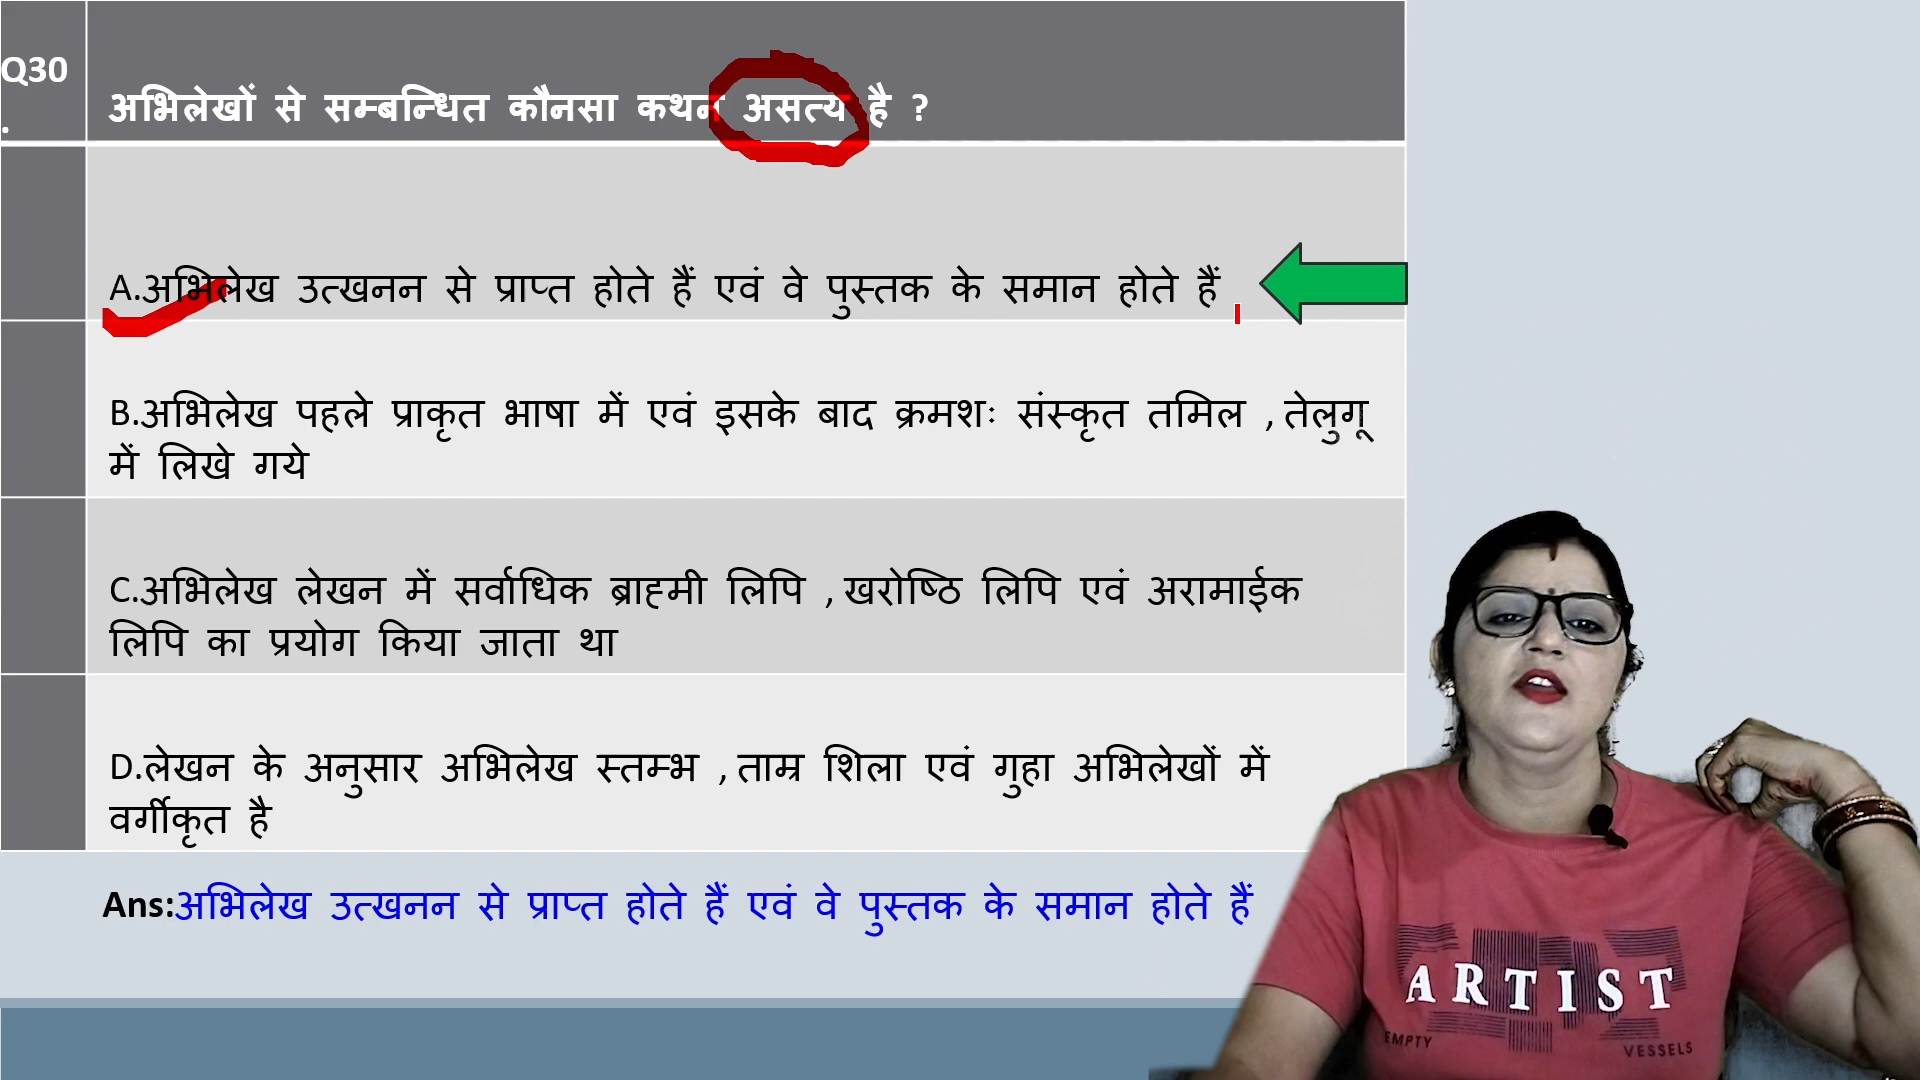 Q30
.
अभिलेखों से सम्बन्धित कौनसा कथन असत्य है ?
A.अभिलेख उत्खनन से प्राप्त होते हैं एवं वे पुस्तक के समान होते हैं
B.अभिलेख पहले प्राकृत भाषा में एवं इसके बाद क्रमशः संस्कृत तमिल ,तेलुगू
में लिखे गये
C.अभिलेख लेखन में सर्वाधिक ब्राह्मी लिपि ,खरोष्ठि लिपि एवं अरामाईक
लिपि का प्रयोग किया जाता था
D.लेखन के अनुसार अभिलेख स्तम्भ ,ताम्र शिला एवं गुहा अभिलेखों में
वर्गीकृत है
Ans:अभिलेख उत्खनन से प्राप्त होते हैं एवं वे पुस्तक के समान होते हैं
ARTIST
EMPTY
VESSELS